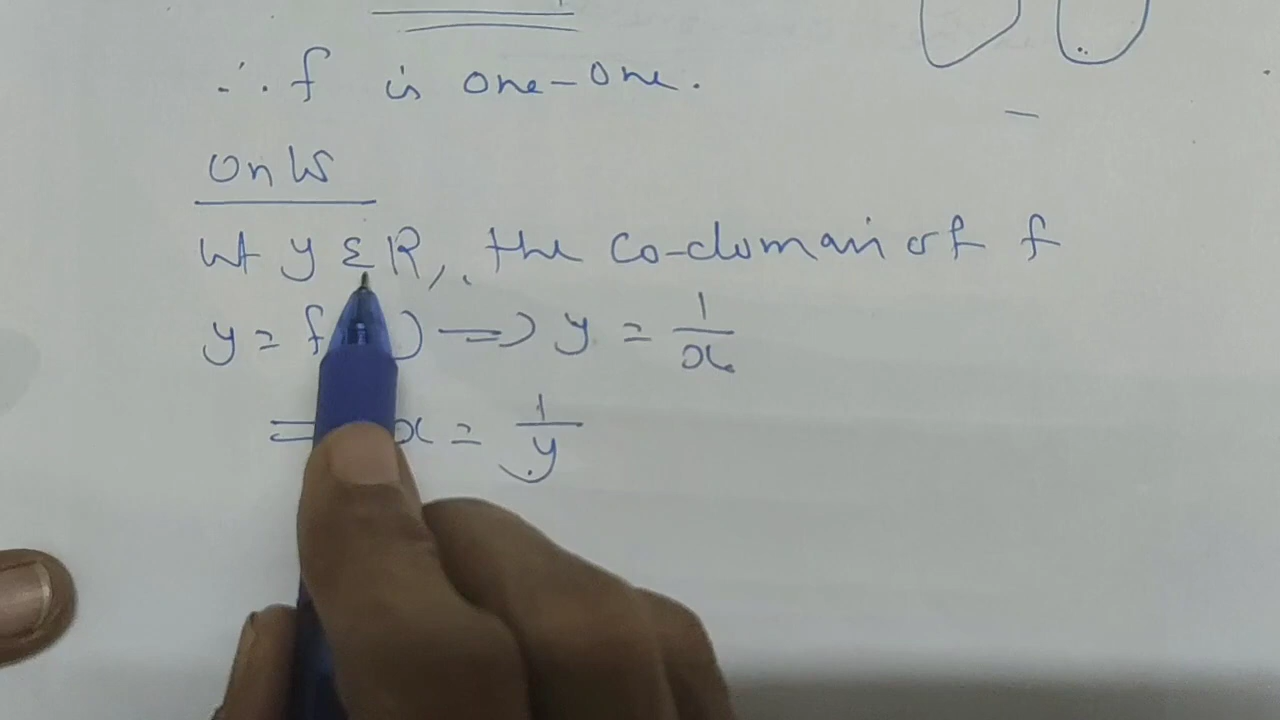 ∴ f is one-one.
Onto
Let y ∈ R, the co-domain of f
y = f ) ⇒ y = 1/x
= x = 1/y